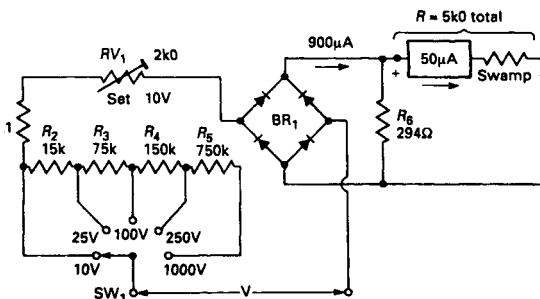 R = 5k0 total
RV1 2k0
900μA
50μA
Set 10V
Swamp
+
1
BR1
R2 15k
R3 75k
R4 150k
R5 750k
R6 294Ω
25V
100V
250V
10V
1000V
SW1
V